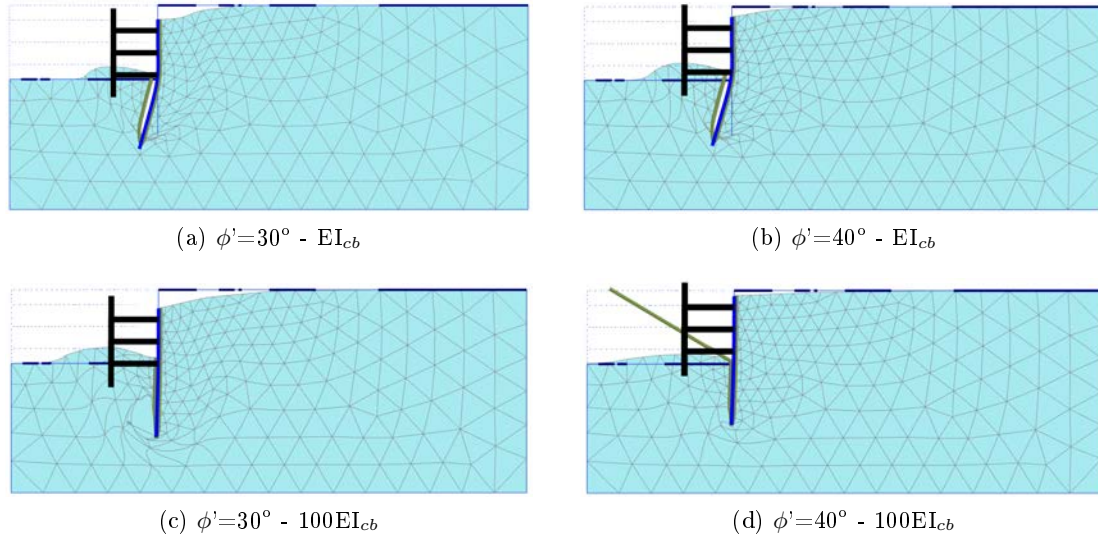 (a) ϕ'=30° - EI_cb
(b) ϕ'=40° - EI_cb
(c) ϕ'=30° - 100EI_cb
(d) ϕ'=40° - 100EI_cb